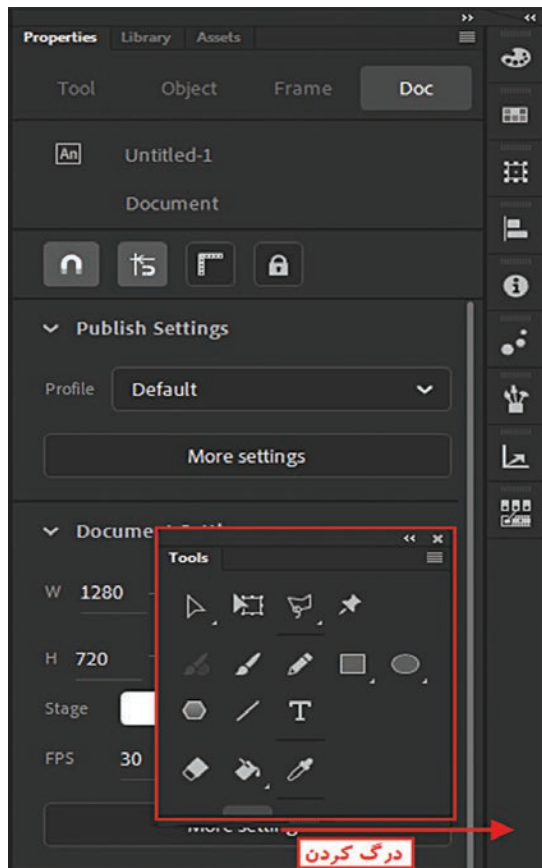 Properties Library Assets
Tool Object Frame Doc
An Untitled-1
Document
Publish Settings
Profile Default
More settings
Tools
W 1280
H 720
Stage
FPS 30
More
درگ کردن